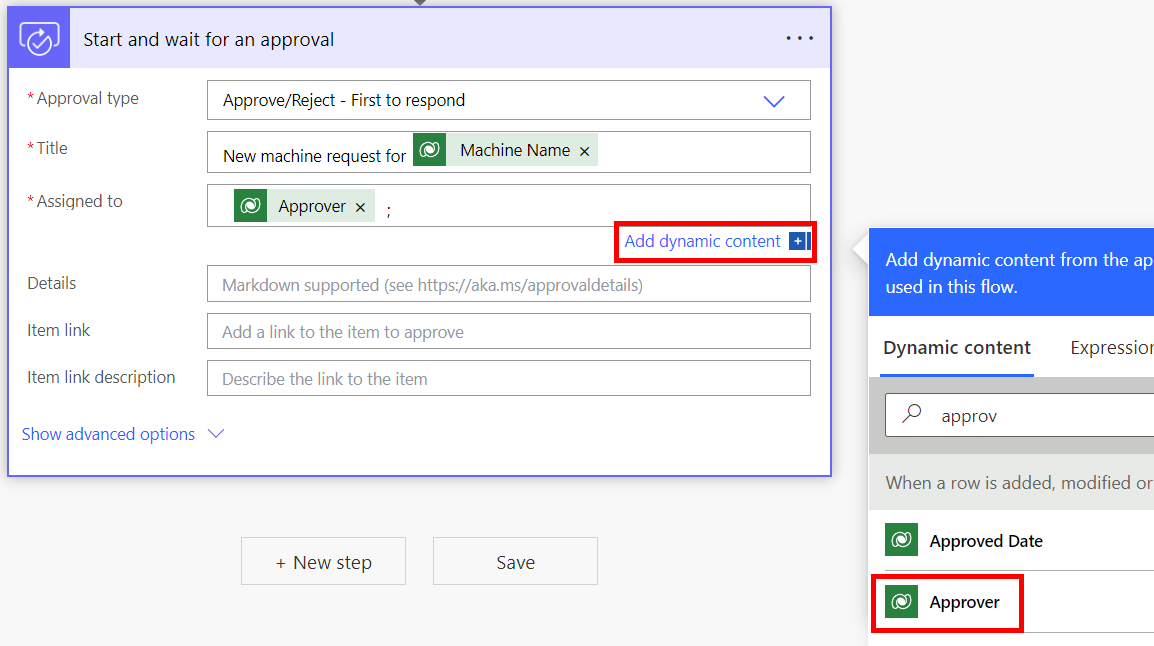 Start and wait for an approval
...
* Approval type
Approve/Reject - First to respond
* Title
New machine request for Machine Name ×
* Assigned to
Approver × ;
Add dynamic content +
Details
Markdown supported (see https://aka.ms/approvaldetails)
Item link
Add a link to the item to approve
Item link description
Describe the link to the item
Show advanced options
+ New step
Save
Add dynamic content from the ap
used in this flow.
Dynamic content
Expression
approv
When a row is added, modified or
Approved Date
Approver